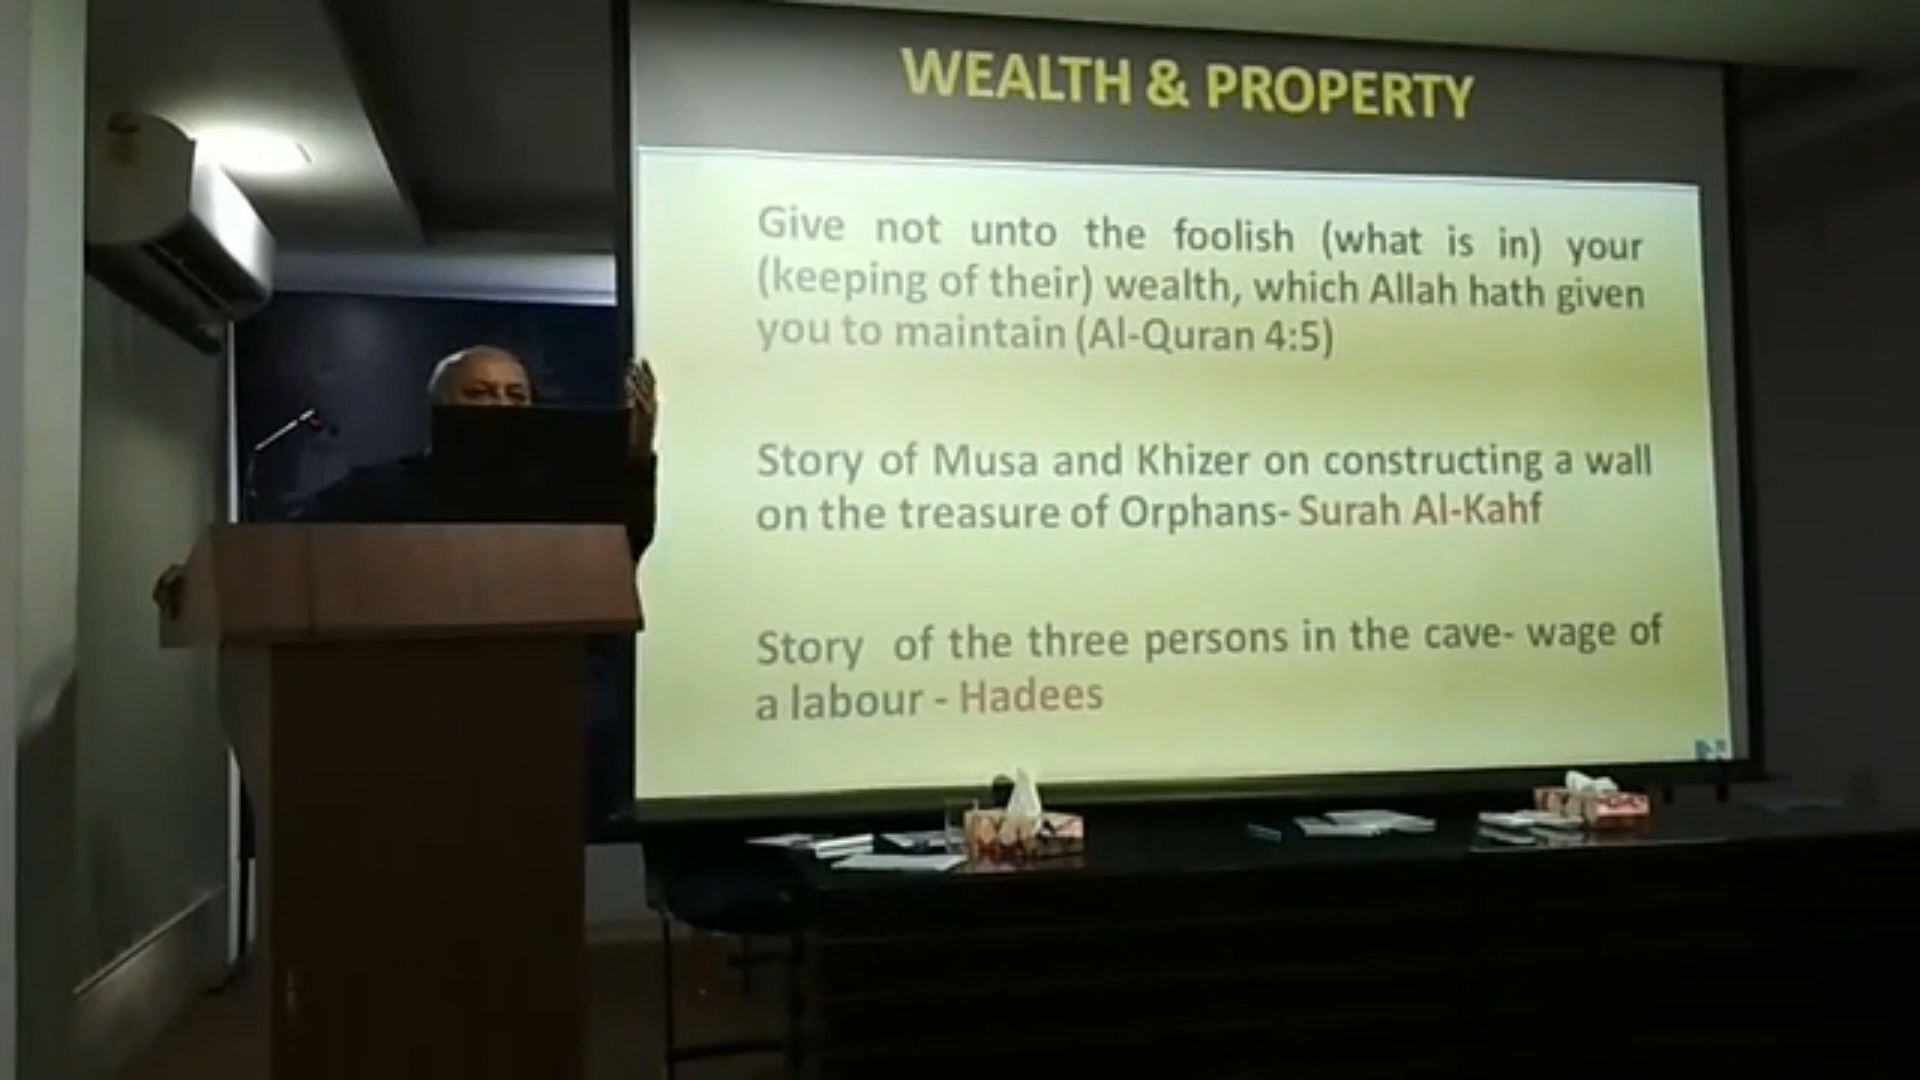 WEALTH & PROPERTY
Give not unto the foolish (what is in) your
(keeping of their) wealth, which Allah hath given
you to maintain (Al-Quran 4:5)
Story of Musa and Khizer on constructing a wall
on the treasure of Orphans- Surah Al-Kahf
Story of the three persons in the cave- wage of
a labour - Hadees